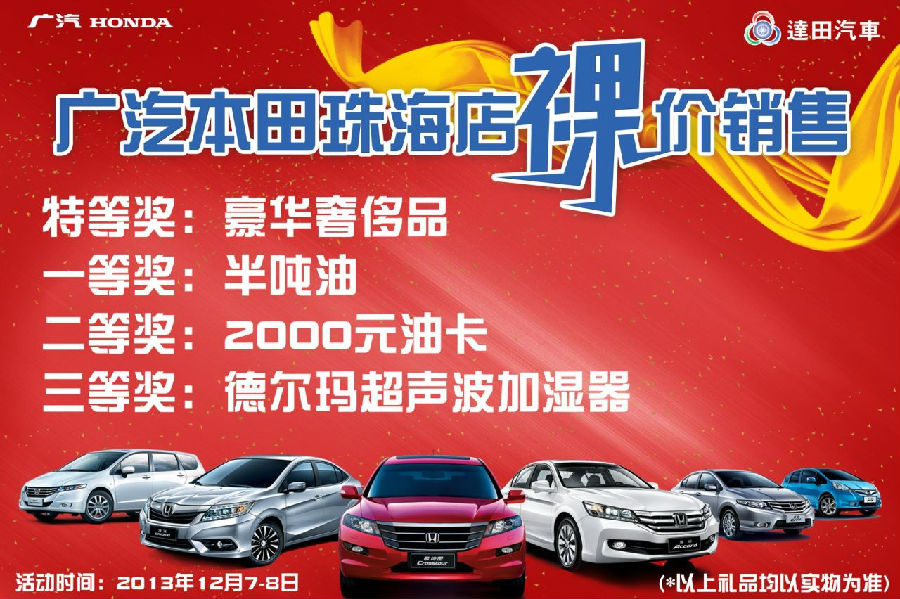 广汽 HONDA
達田汽車
广汽本田珠海店裸价销售
特等奖：豪华奢侈品
一等奖：半吨油
二等奖：2000元油卡
三等奖：德尔玛超声波加湿器
Crosstour
Accord
活动时间：2013年12月7-8日
(*以上礼品均以实物为准)